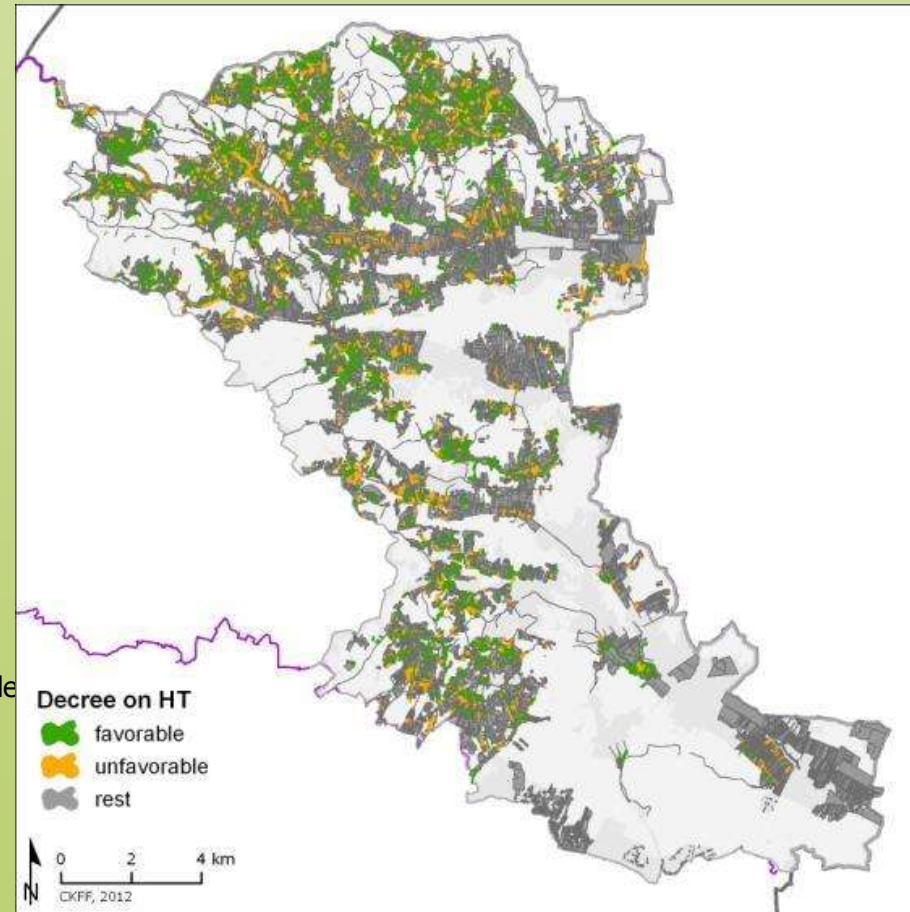 Decree on HT
favorable
unfavorable
rest
0 2 4 km
N
CKFF, 2012